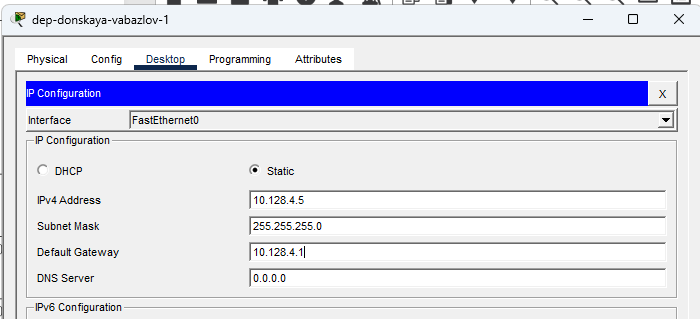 dep-donskaya-vabazlov-1
Physical Config Desktop Programming Attributes
IP Configuration X
Interface FastEthernet0
IP Configuration
DHCP Static
IPv4 Address 10.128.4.5
Subnet Mask 255.255.255.0
Default Gateway 10.128.4.1
DNS Server 0.0.0.0
IPv6 Configuration